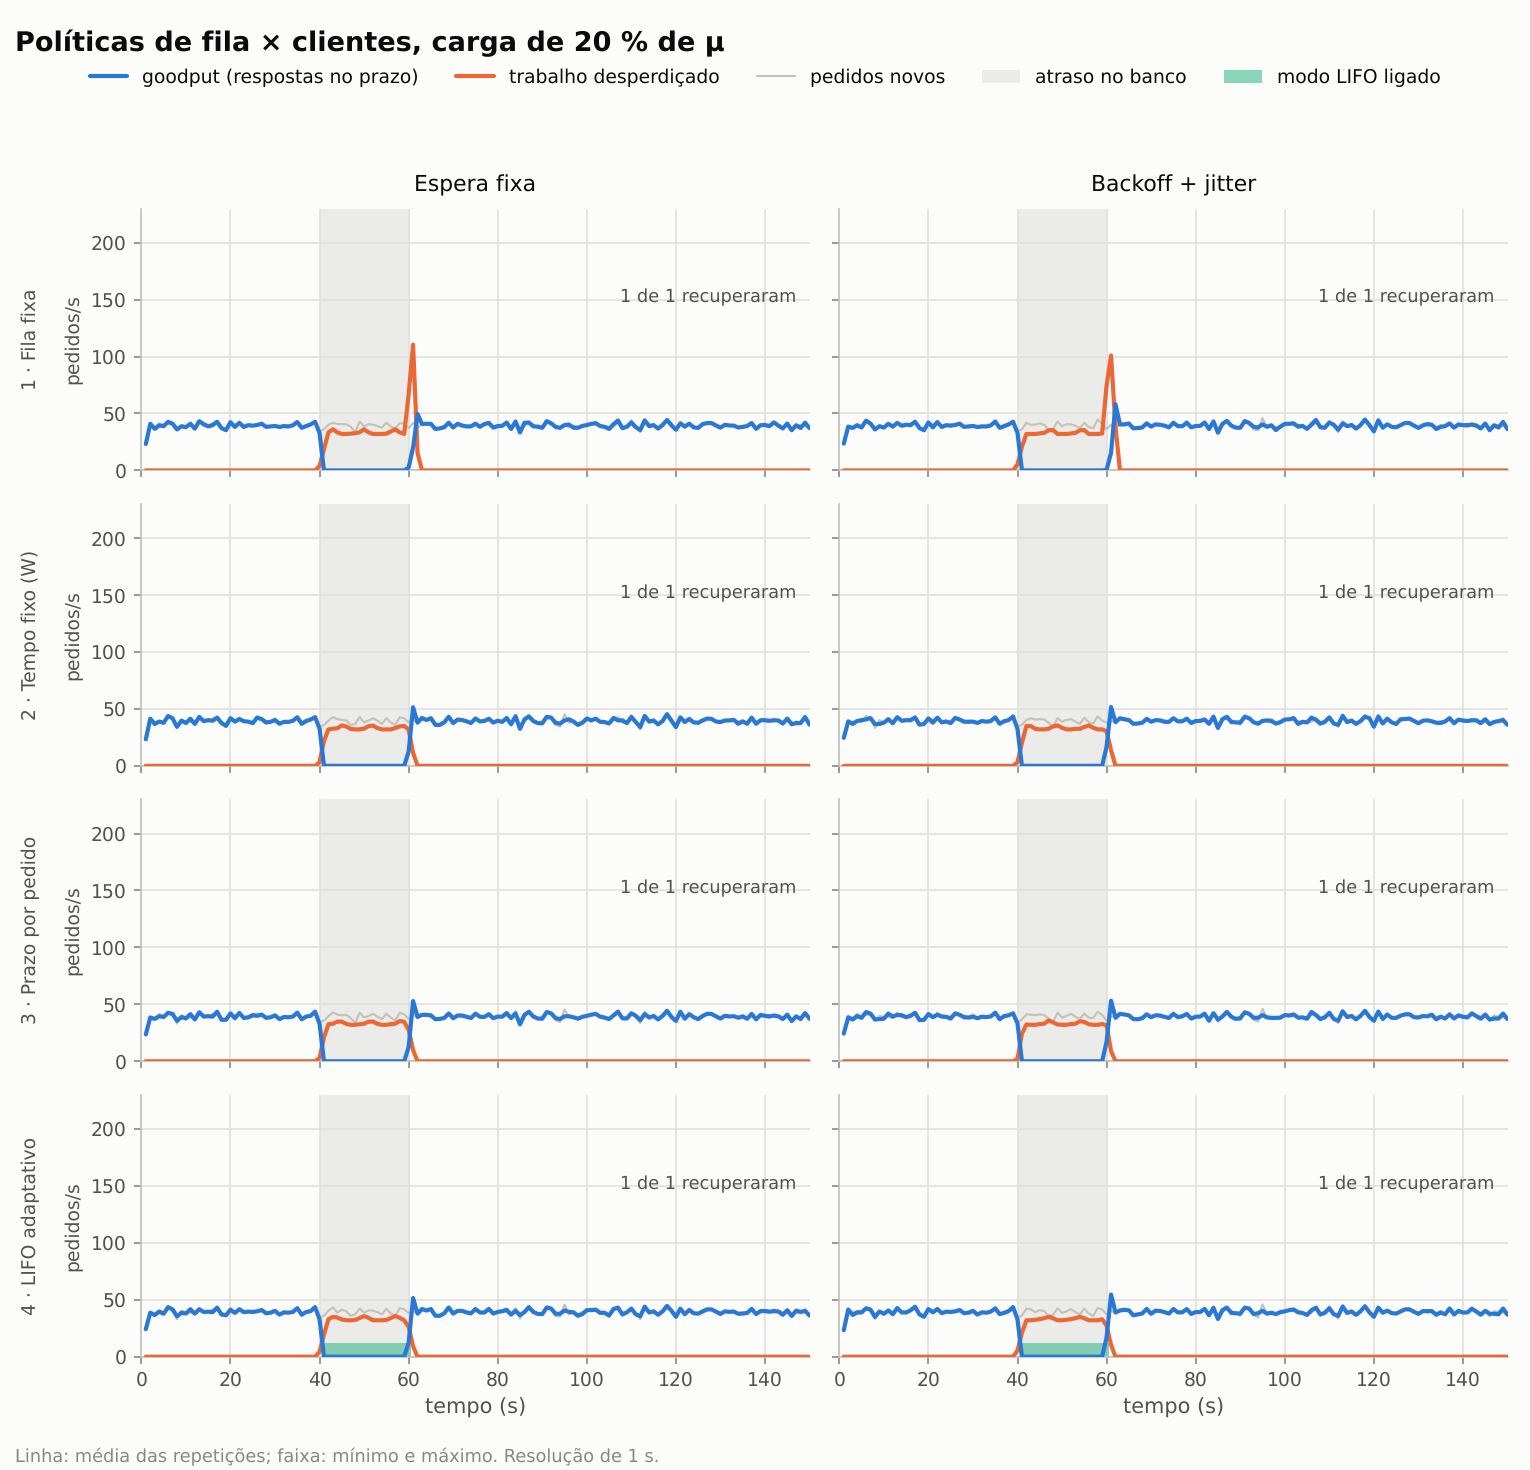 Políticas de fila × clientes, carga de 20 % de µ
goodput (respostas no prazo) trabalho desperdiçado pedidos novos atraso no banco modo LIFO ligado
Espera fixa
Backoff + jitter
1 · Fila fixa
pedidos/s
200
150
100
50
0
1 de 1 recuperaram
1 de 1 recuperaram
2 · Tempo fixo (W)
pedidos/s
200
150
100
50
0
1 de 1 recuperaram
1 de 1 recuperaram
3 · Prazo por pedido
pedidos/s
200
150
100
50
0
1 de 1 recuperaram
1 de 1 recuperaram
4 · LIFO adaptativo
pedidos/s
200
150
100
50
0
1 de 1 recuperaram
1 de 1 recuperaram
0 20 40 60 80 100 120 140
0 20 40 60 80 100 120 140
tempo (s)
tempo (s)
Linha: média das repetições; faixa: mínimo e máximo. Resolução de 1 s.